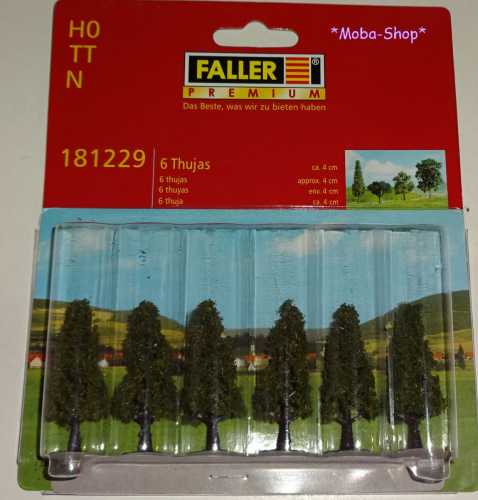 *Moba-Shop*
H0
TT
N
FALLER
PREMIUM
Das Beste, was wir zu bieten haben
181229
6 Thujas ca. 4 cm
6 thujas approx. 4 cm
6 thuyas env. 4 cm
6 thuja ca. 4 cm